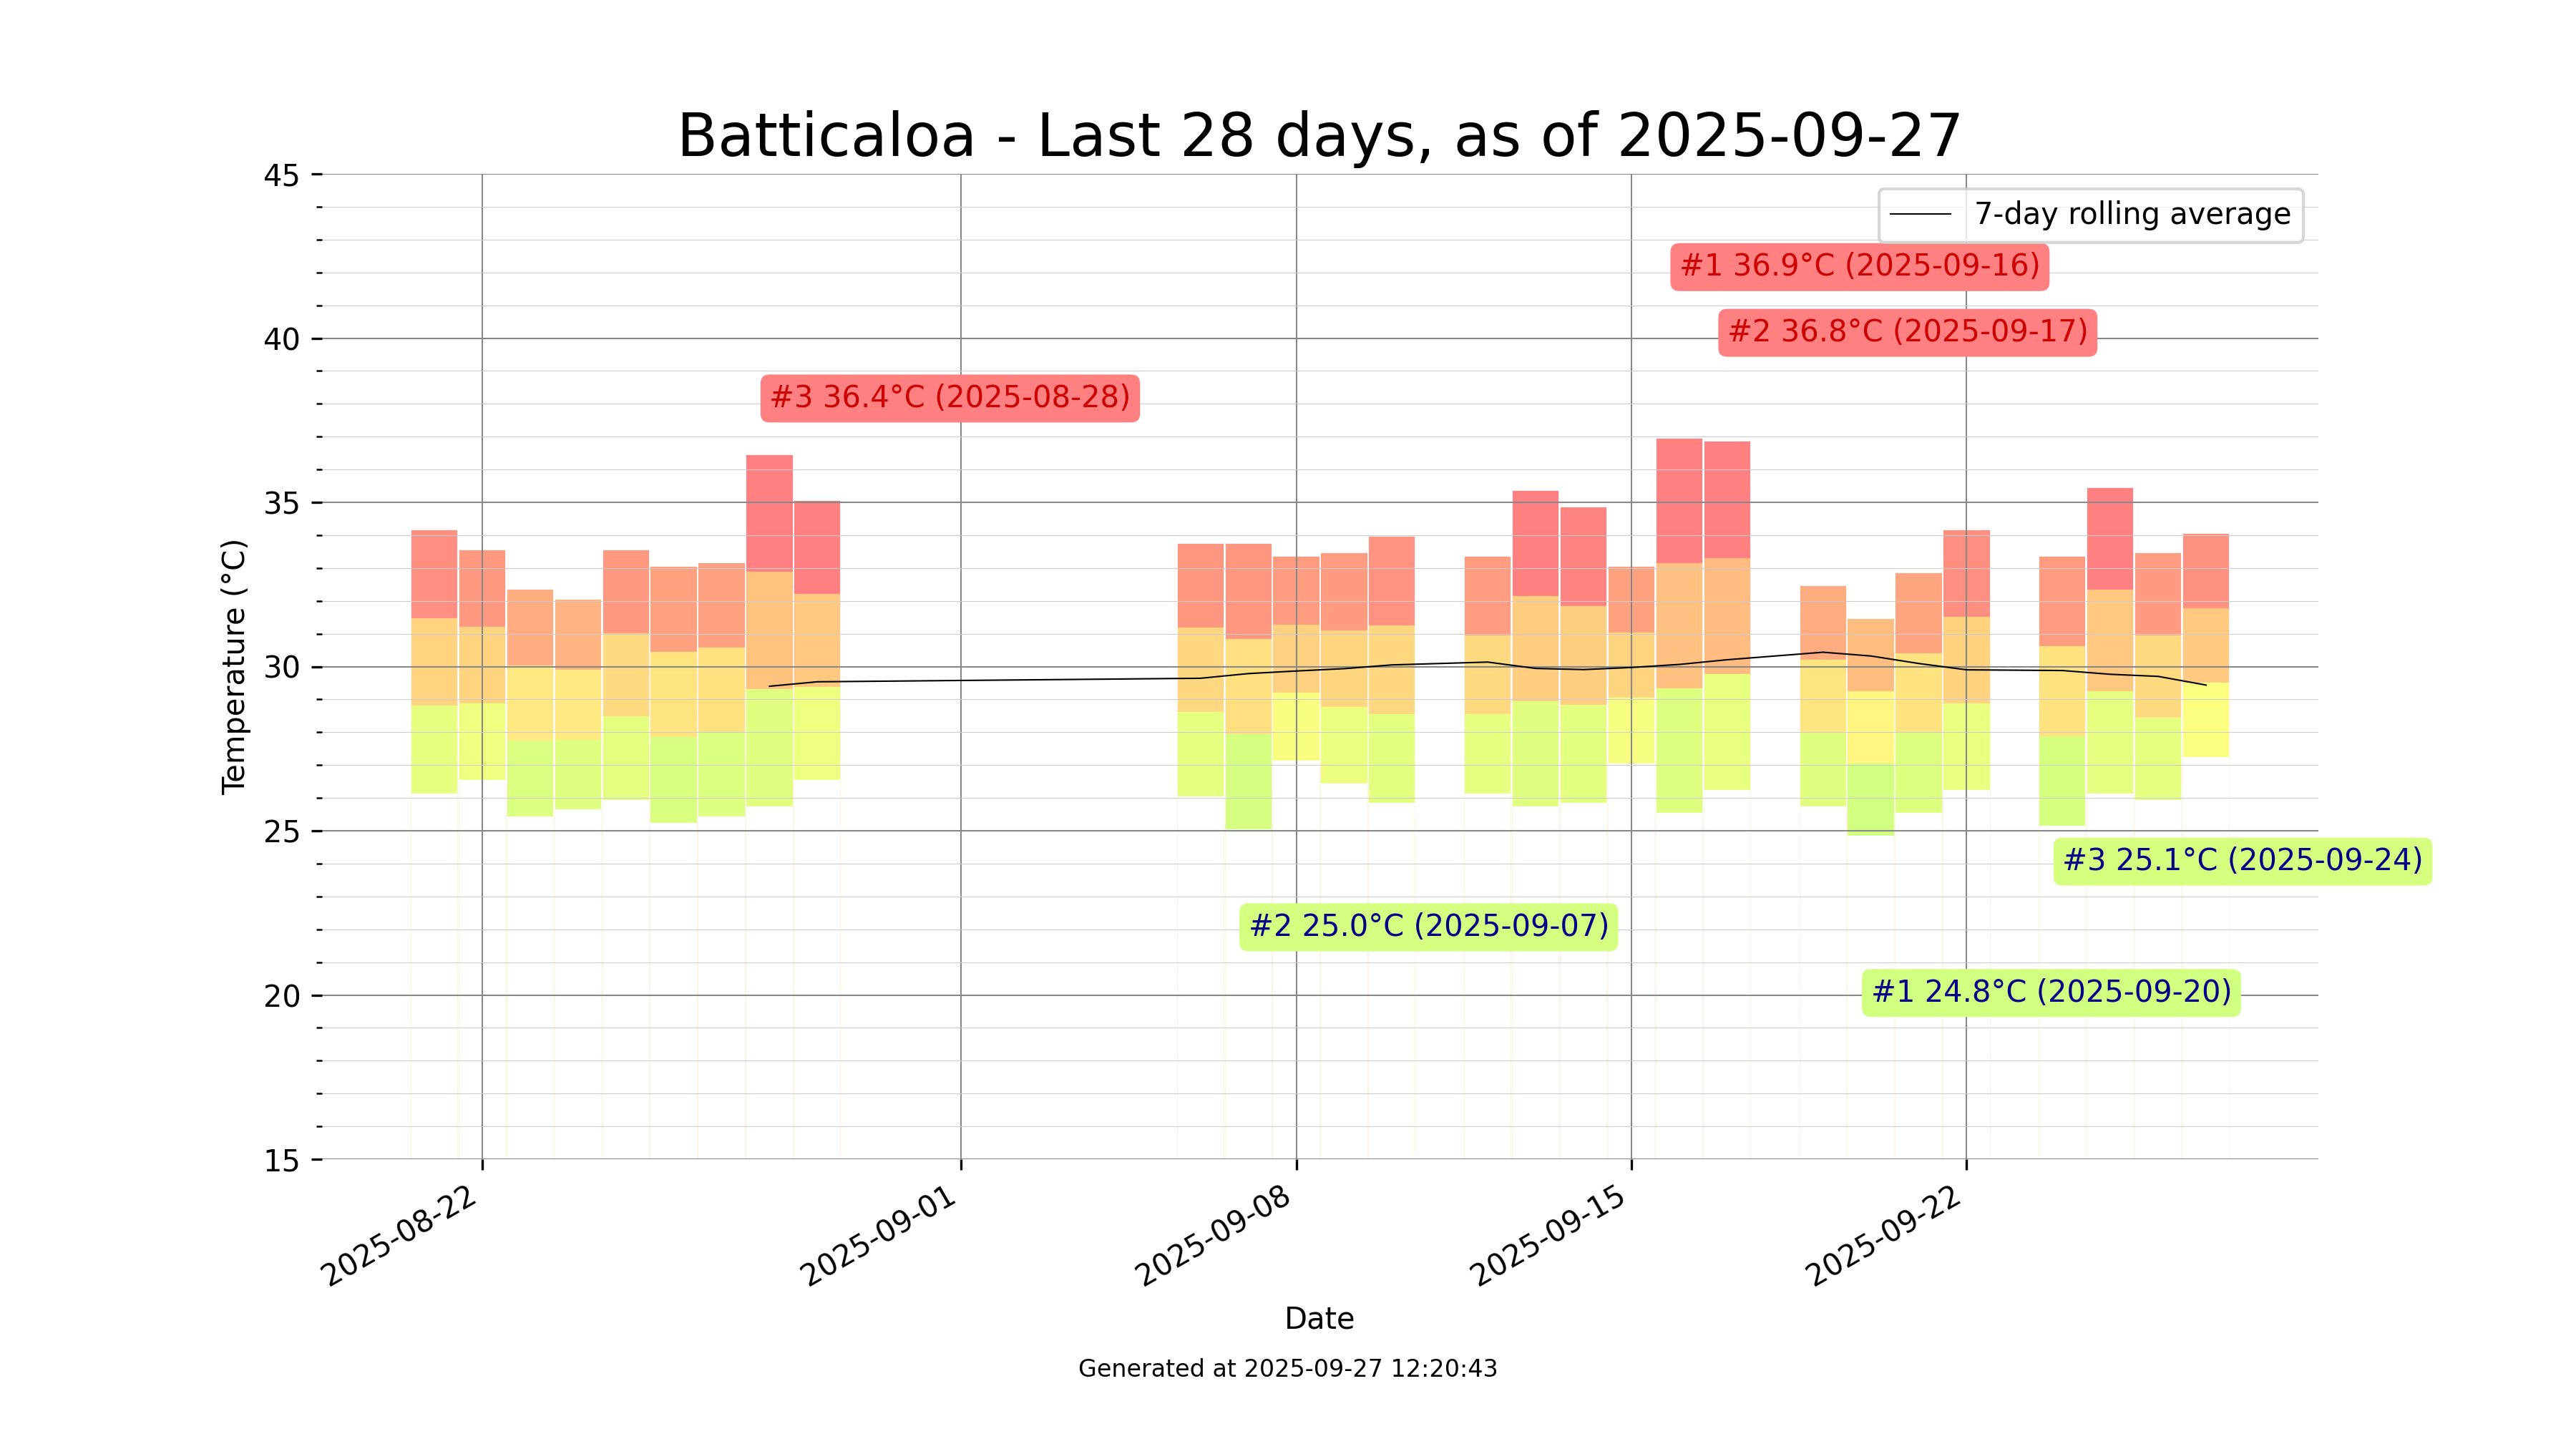 Batticaloa - Last 28 days, as of 2025-09-27
7-day rolling average
#1 36.9°C (2025-09-16)
#2 36.8°C (2025-09-17)
#3 36.4°C (2025-08-28)
#3 25.1°C (2025-09-24)
#2 25.0°C (2025-09-07)
#1 24.8°C (2025-09-20)
Temperature (°C)
45
40
35
30
25
20
15
2025-08-22
2025-09-01
2025-09-08
2025-09-15
2025-09-22
Date
Generated at 2025-09-27 12:20:43